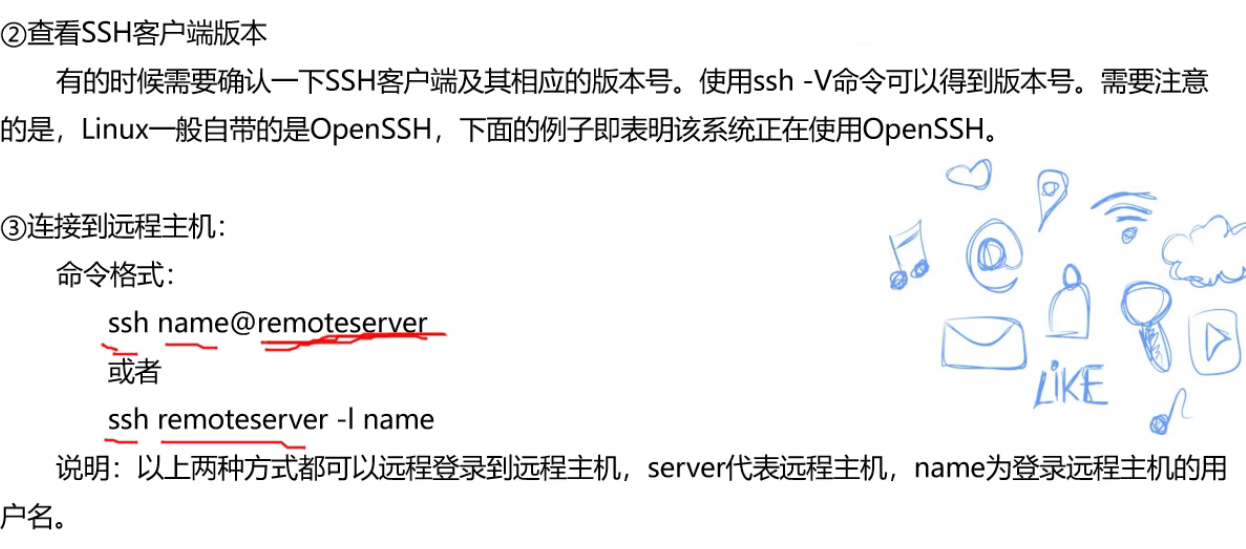 ②查看SSH客户端版本
有的时候需要确认一下SSH客户端及其相应的版本号。使用ssh -V命令可以得到版本号。需要注意
的是，Linux一般自带的是OpenSSH，下面的例子即表明该系统正在使用OpenSSH。
③连接到远程主机：
命令格式：
ssh name@remoteserver
或者
ssh remoteserver -l name
说明：以上两种方式都可以远程登录到远程主机，server代表远程主机，name为登录远程主机的用
户名。
LIKE